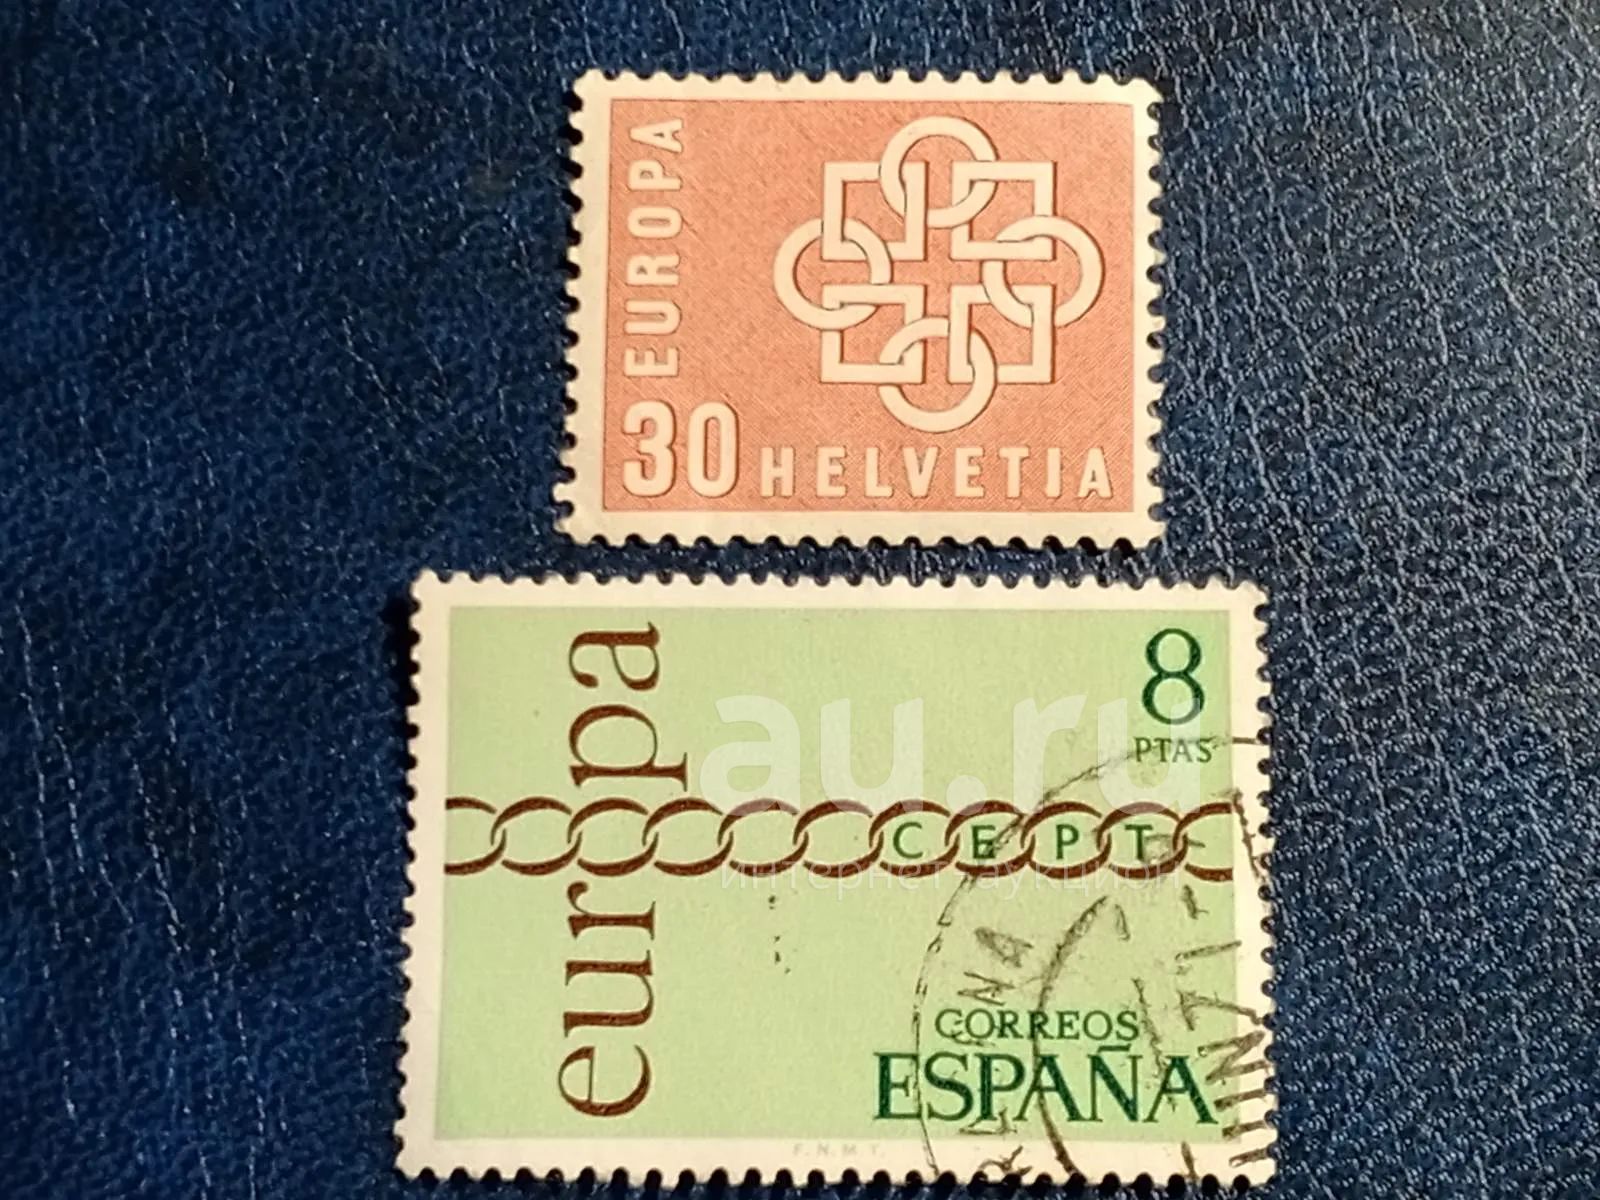 EUROPA
30 HELVETIA
europa
8
PTAS
au.ru
CEPT
интернет-аукцион
CORREOS
ESPAÑA
F.N.M.T.